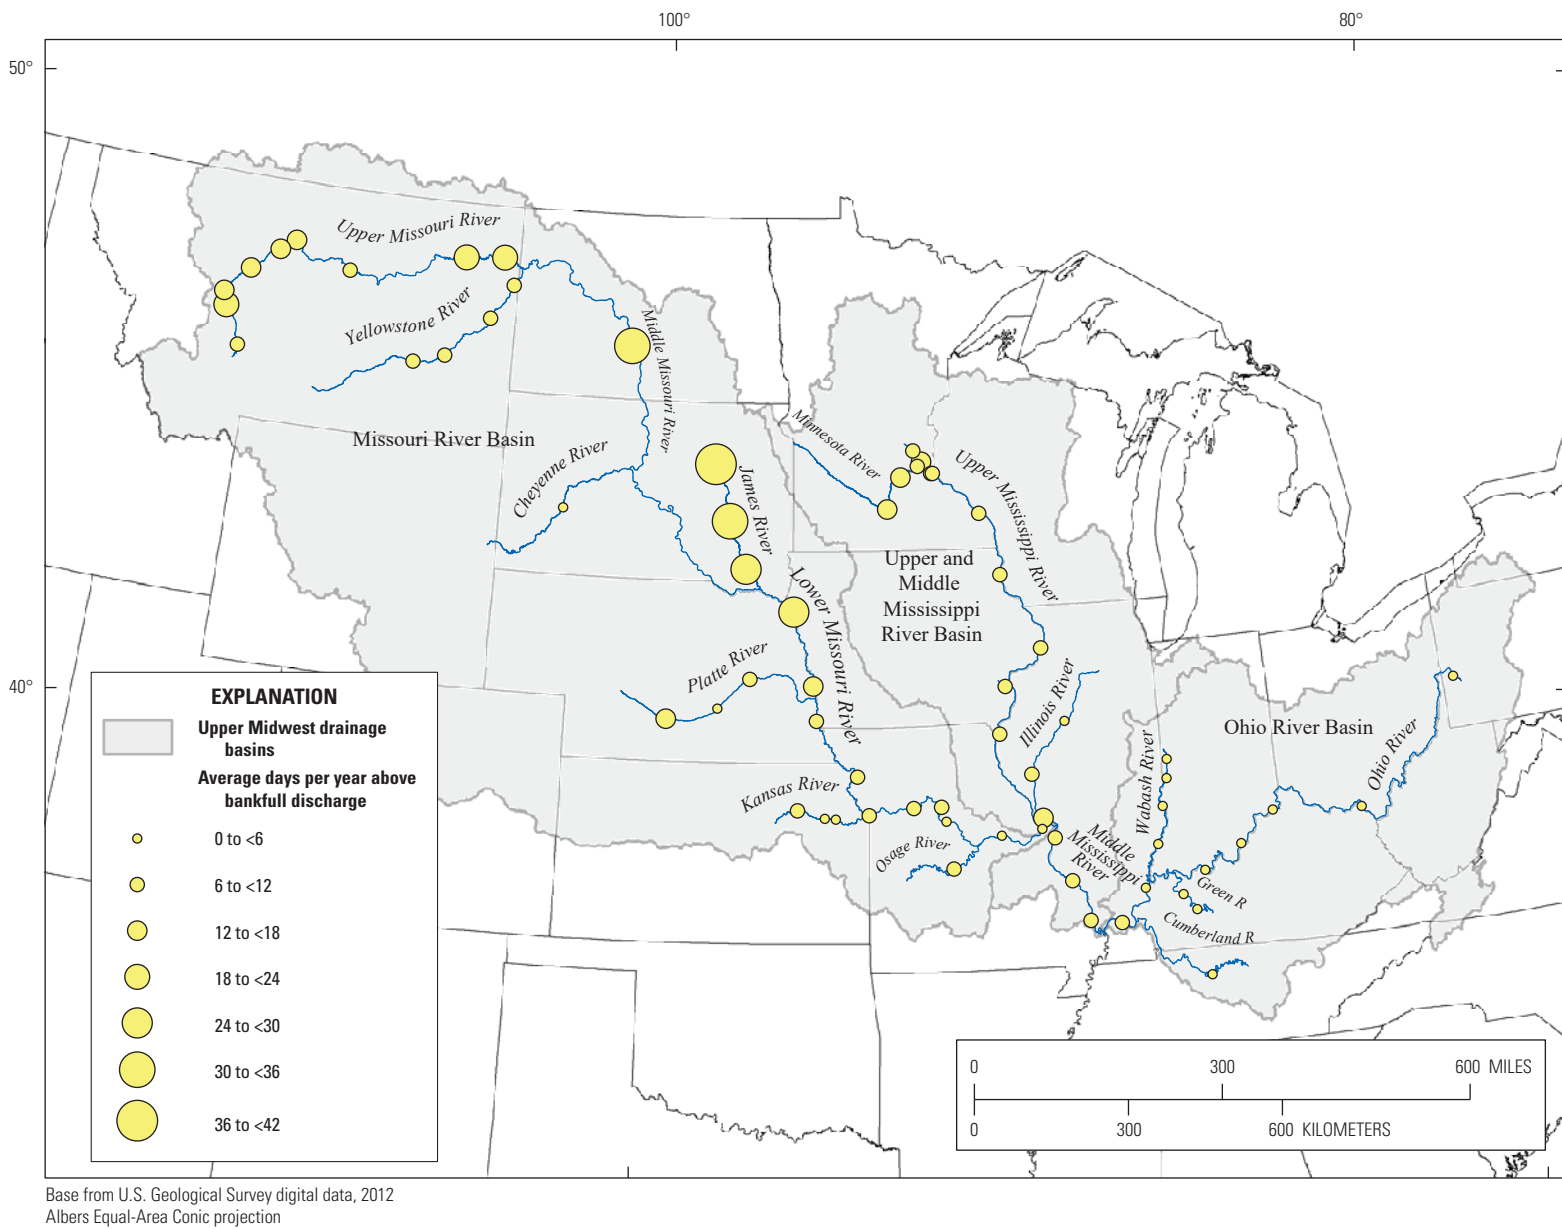 100°
80°
50°
40°
Upper Missouri River
Yellowstone River
Middle Missouri River
Missouri River Basin
Cheyenne River
James River
Minnesota River
Upper Mississippi River
Upper and
Middle
Mississippi
River Basin
Lower Missouri River
Platte River
Illinois River
Kansas River
Osage River
Middle
Mississippi
River
Wabash River
Ohio River Basin
Ohio River
Green R
Cumberland R
EXPLANATION
Upper Midwest drainage
basins
Average days per year above
bankfull discharge
0 to <6
6 to <12
12 to <18
18 to <24
24 to <30
30 to <36
36 to <42
0 300 600 MILES
0 300 600 KILOMETERS
Base from U.S. Geological Survey digital data, 2012
Albers Equal-Area Conic projection